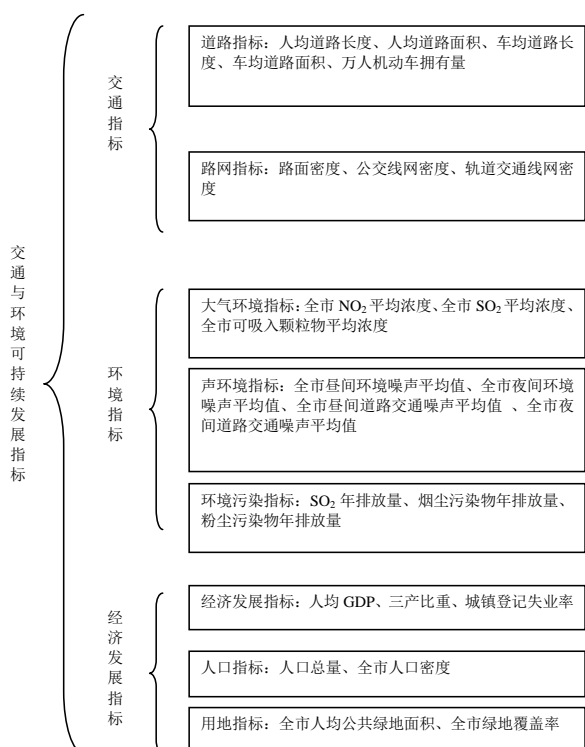 交通与环境可持续发展指标
交通指标
道路指标：人均道路长度、人均道路面积、车均道路长
度、车均道路面积、万人机动车拥有量
路网指标：路面密度、公交线网密度、轨道交通线网密
度
环境指标
大气环境指标：全市 NO₂ 平均浓度、全市 SO₂ 平均浓度、
全市可吸入颗粒物平均浓度
声环境指标：全市昼间环境噪声平均值、全市夜间环境
噪声平均值、全市昼间道路交通噪声平均值 、全市夜
间道路交通噪声平均值
环境污染指标：SO₂ 年排放量、烟尘污染物年排放量、
粉尘污染物年排放量
经济发展指标
经济发展指标：人均 GDP、三产比重、城镇登记失业率
人口指标：人口总量、全市人口密度
用地指标：全市人均公共绿地面积、全市绿地覆盖率